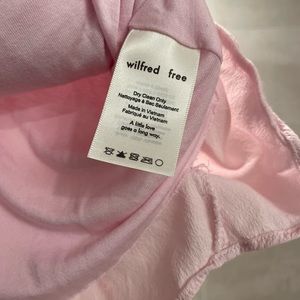 wilfred free
Dry Clean Only
Nettoyage à Sec Seulement
Made in Vietnam
Fabriqué au Vietnam
A little love
goes a long way.